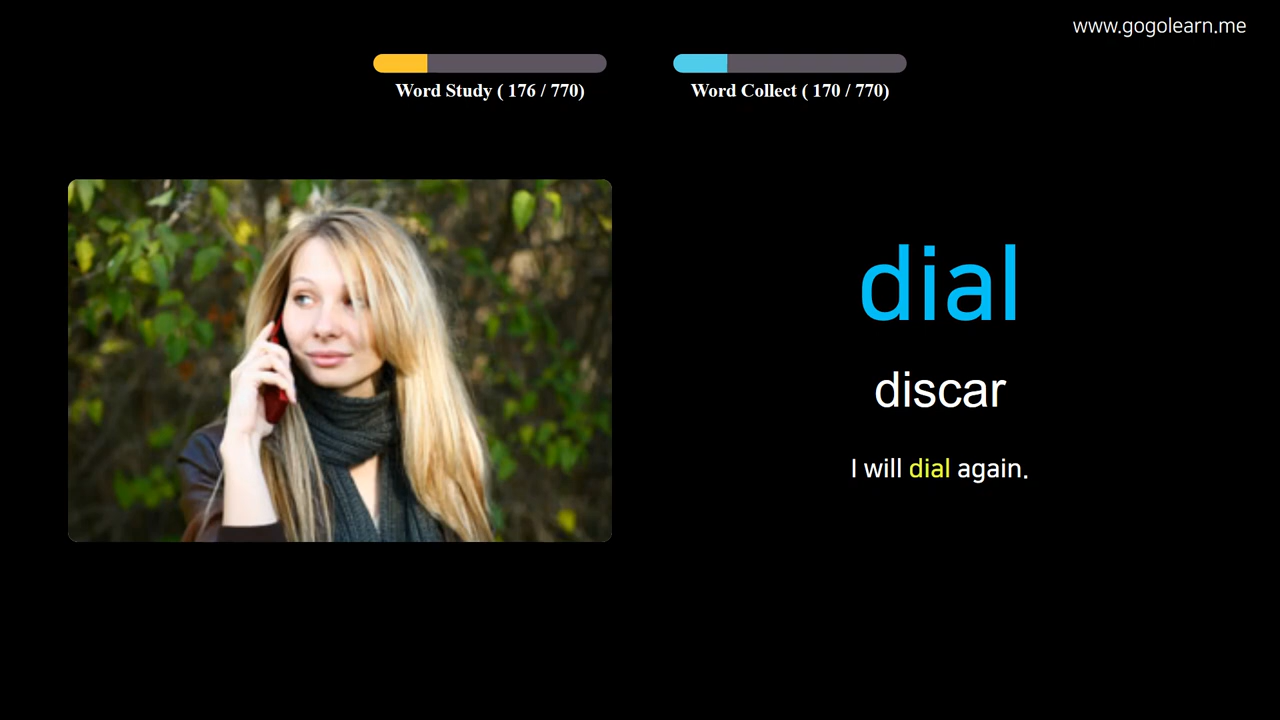 www.gogolearn.me
Word Study ( 176 / 770)
Word Collect ( 170 / 770)
dial
discar
I will dial again.